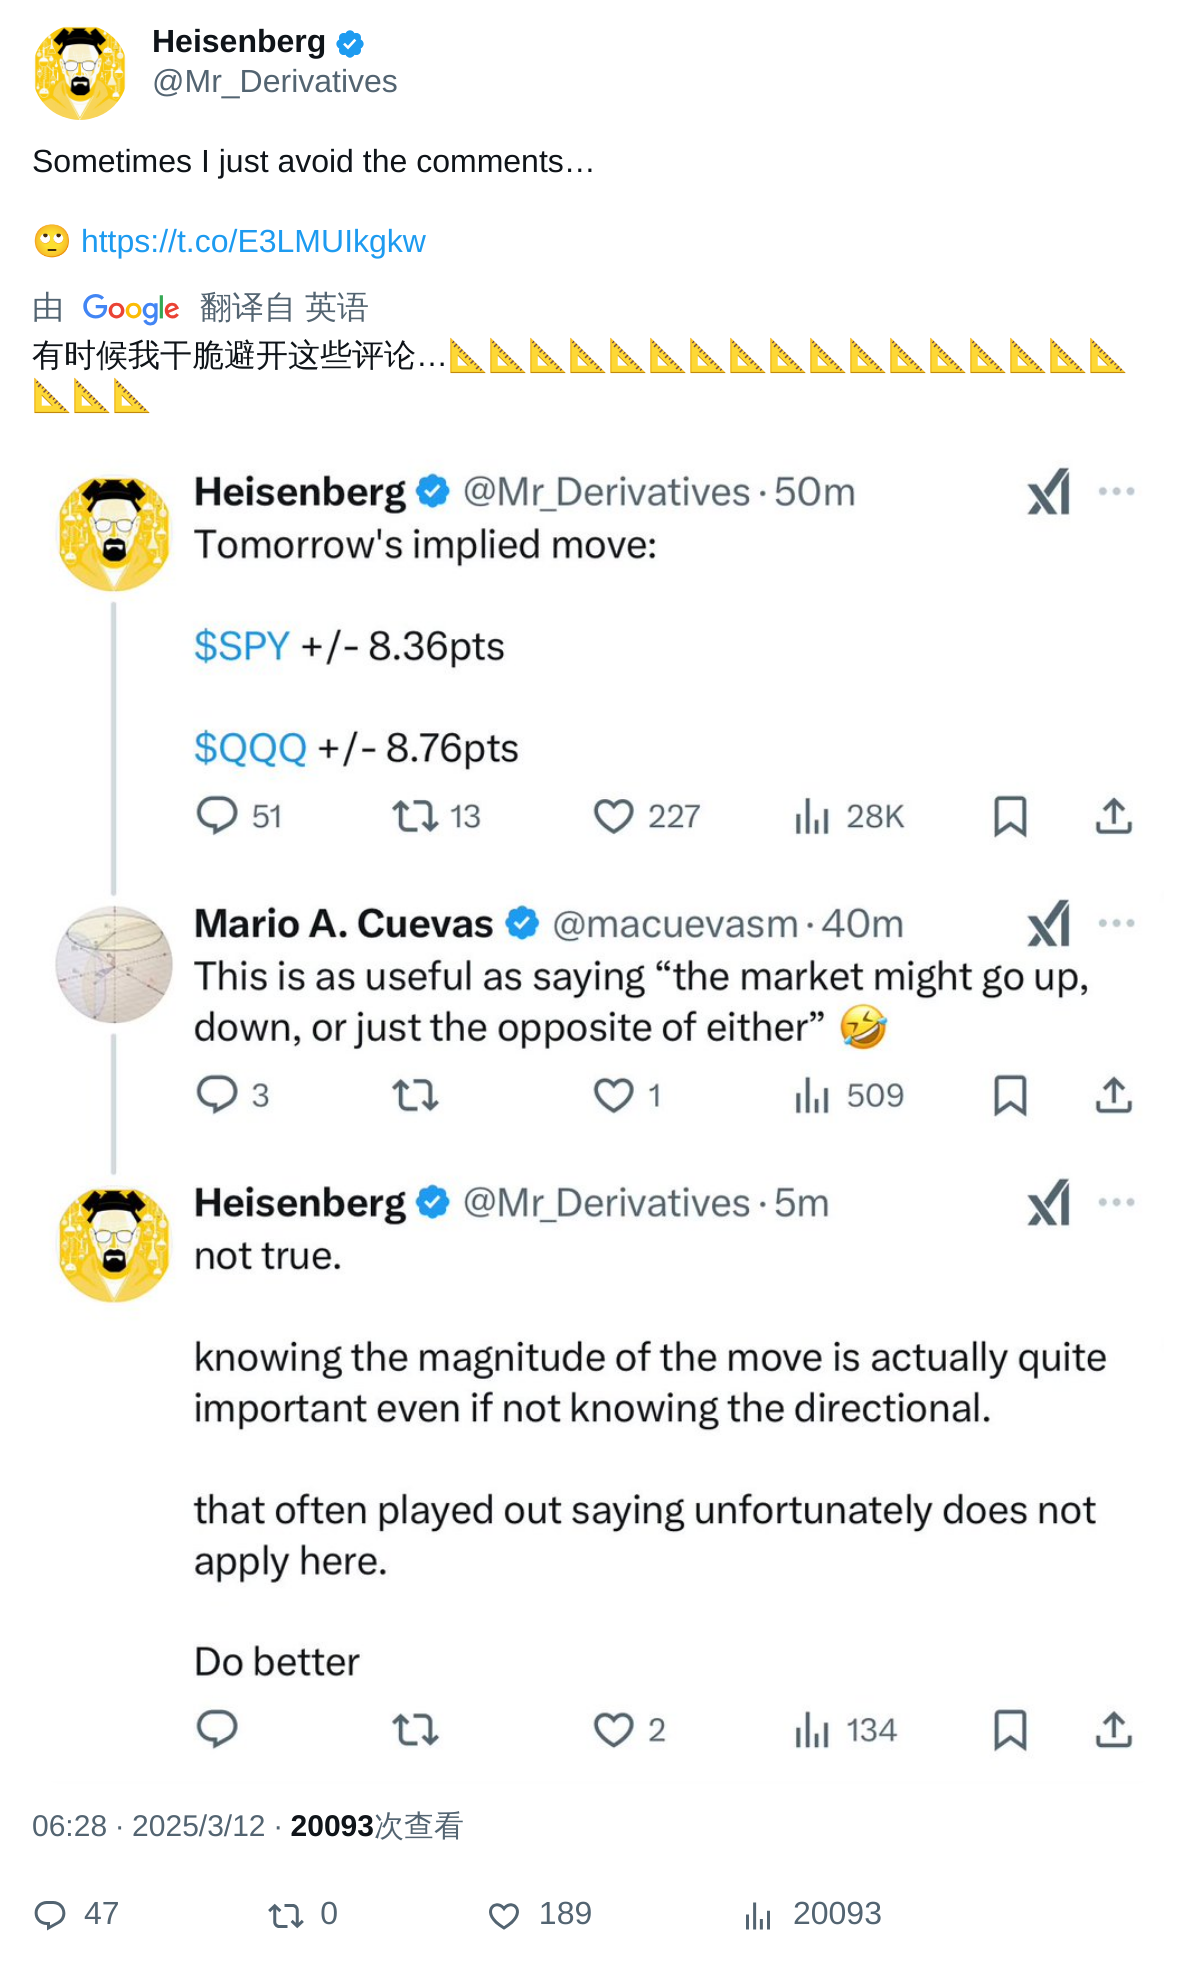 Heisenberg
@Mr_Derivatives
Sometimes I just avoid the comments…
🙄 https://t.co/E3LMUIkgkw
由 Google 翻译自 英语
有时候我干脆避开这些评论…📐📐📐📐📐📐📐📐📐📐📐📐📐📐📐📐📐
📐📐📐
Heisenberg @Mr_Derivatives · 50m
Tomorrow's implied move:
$SPY +/- 8.36pts
$QQQ +/- 8.76pts
51 13 227 28K
Mario A. Cuevas @macuevasm · 40m
This is as useful as saying “the market might go up,
down, or just the opposite of either” 🤣
3 1 509
Heisenberg @Mr_Derivatives · 5m
not true.
knowing the magnitude of the move is actually quite
important even if not knowing the directional.
that often played out saying unfortunately does not
apply here.
Do better
2 134
06:28 · 2025/3/12 · 20093次查看
47 0 189 20093